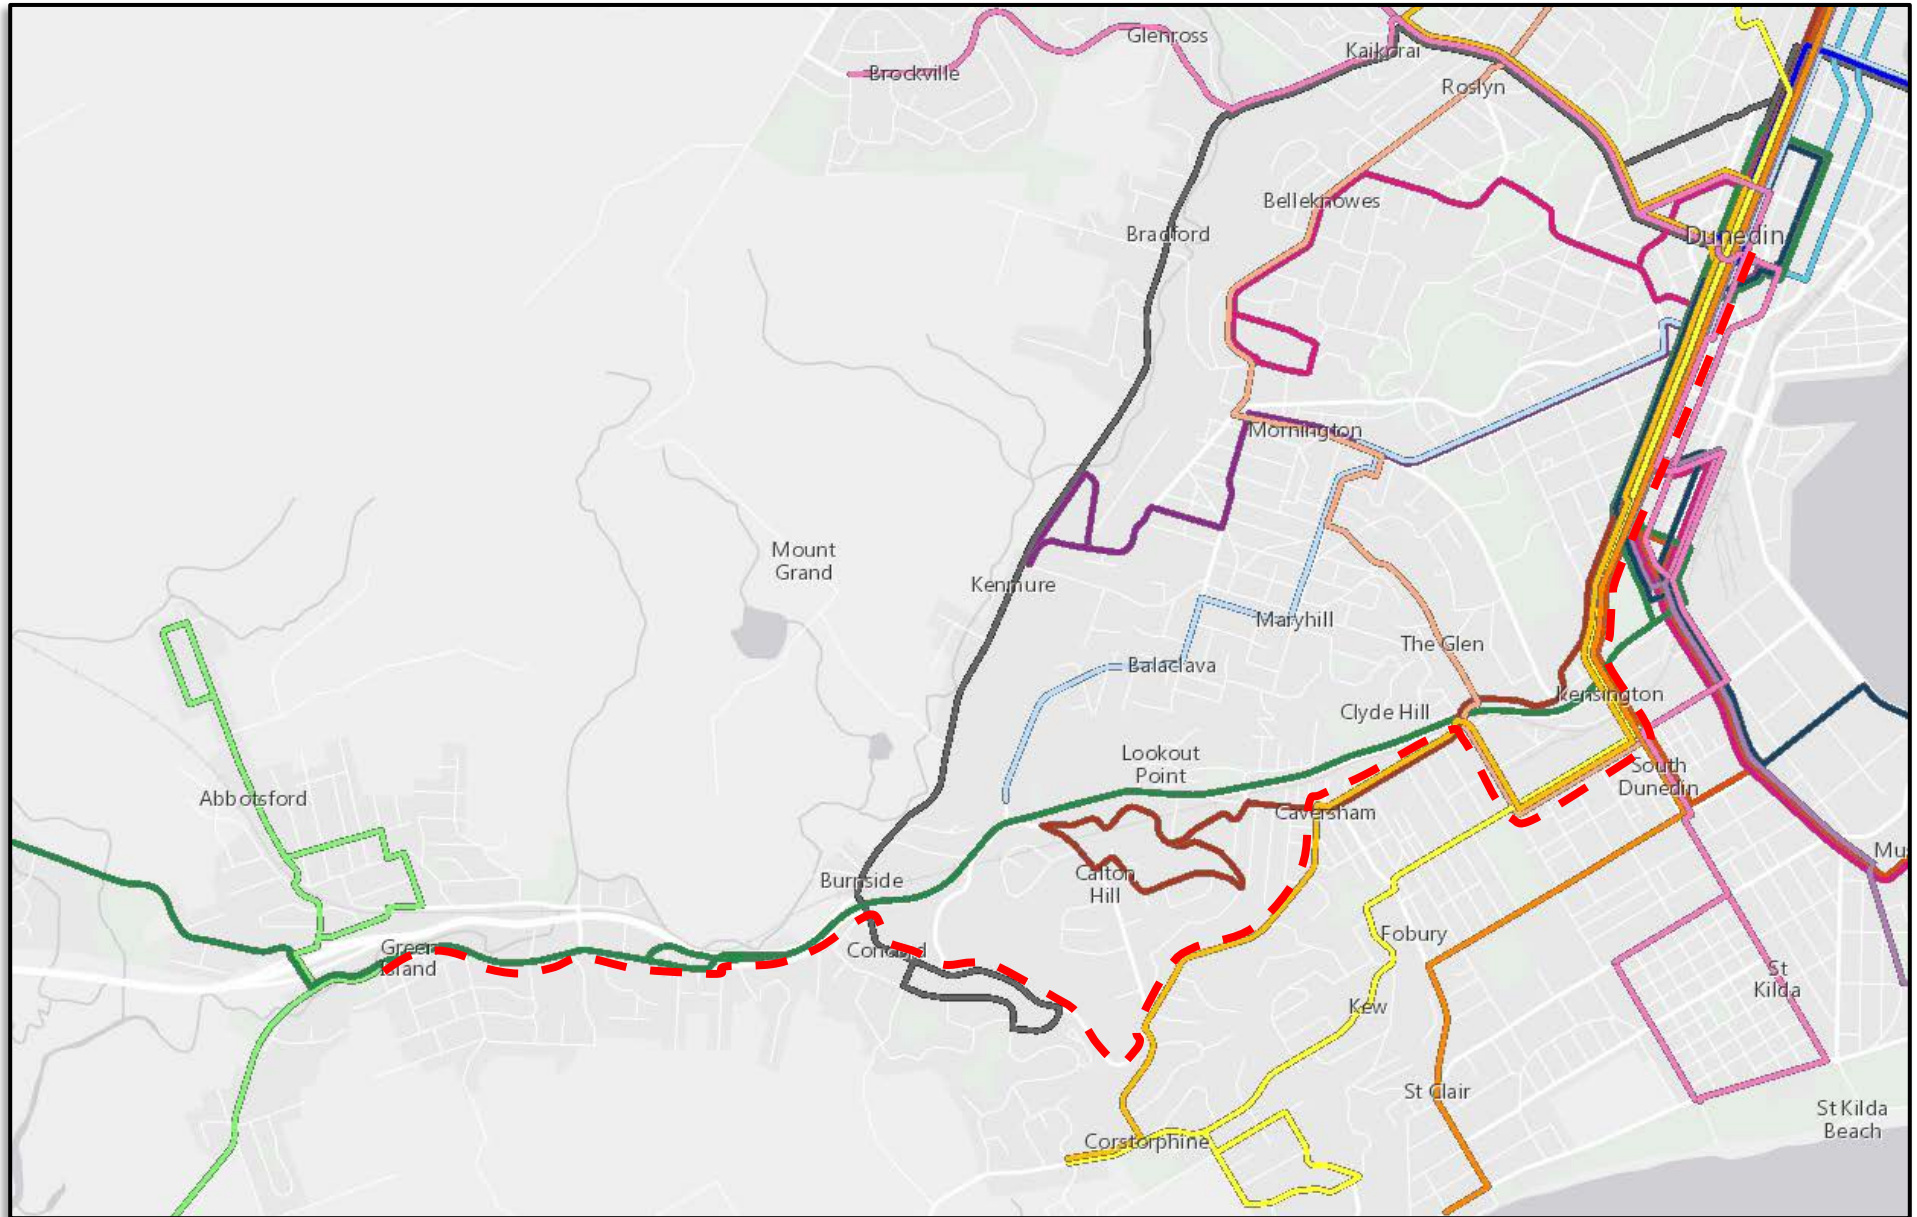 Glenross
Kaikorai
Brockville
Roslyn
Belleknowes
Bradford
Dunedin
Mornington
Mount
Grand
Kenmure
Maryhill
The Glen
Balaclava
Kensington
Clyde Hill
Lookout
Point
South
Dunedin
Abbotsford
Caversham
Mu
Burnside
Calton
Hill
Green
Island
Concord
Fobury
St
Kilda
Kew
St Clair
St Kilda
Beach
Corstorphine